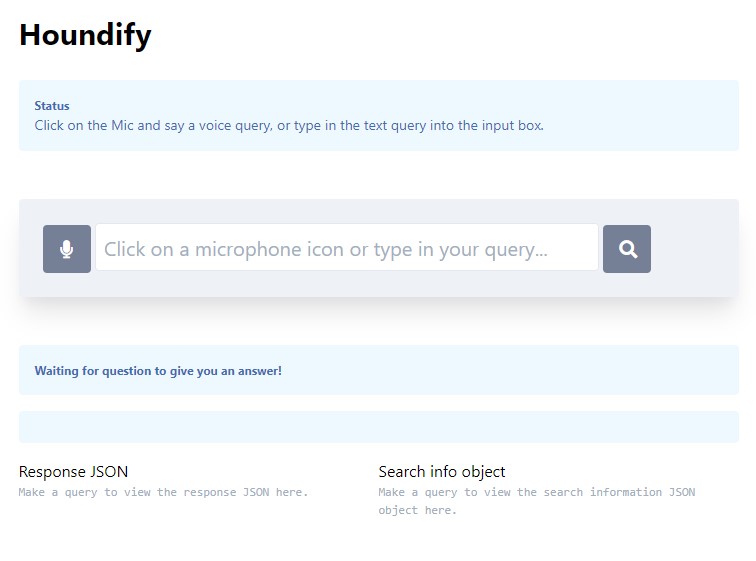 Houndify
Status
Click on the Mic and say a voice query, or type in the text query into the input box.
Click on a microphone icon or type in your query...
Waiting for question to give you an answer!
Response JSON
Make a query to view the response JSON here.
Search info object
Make a query to view the search information JSON
object here.